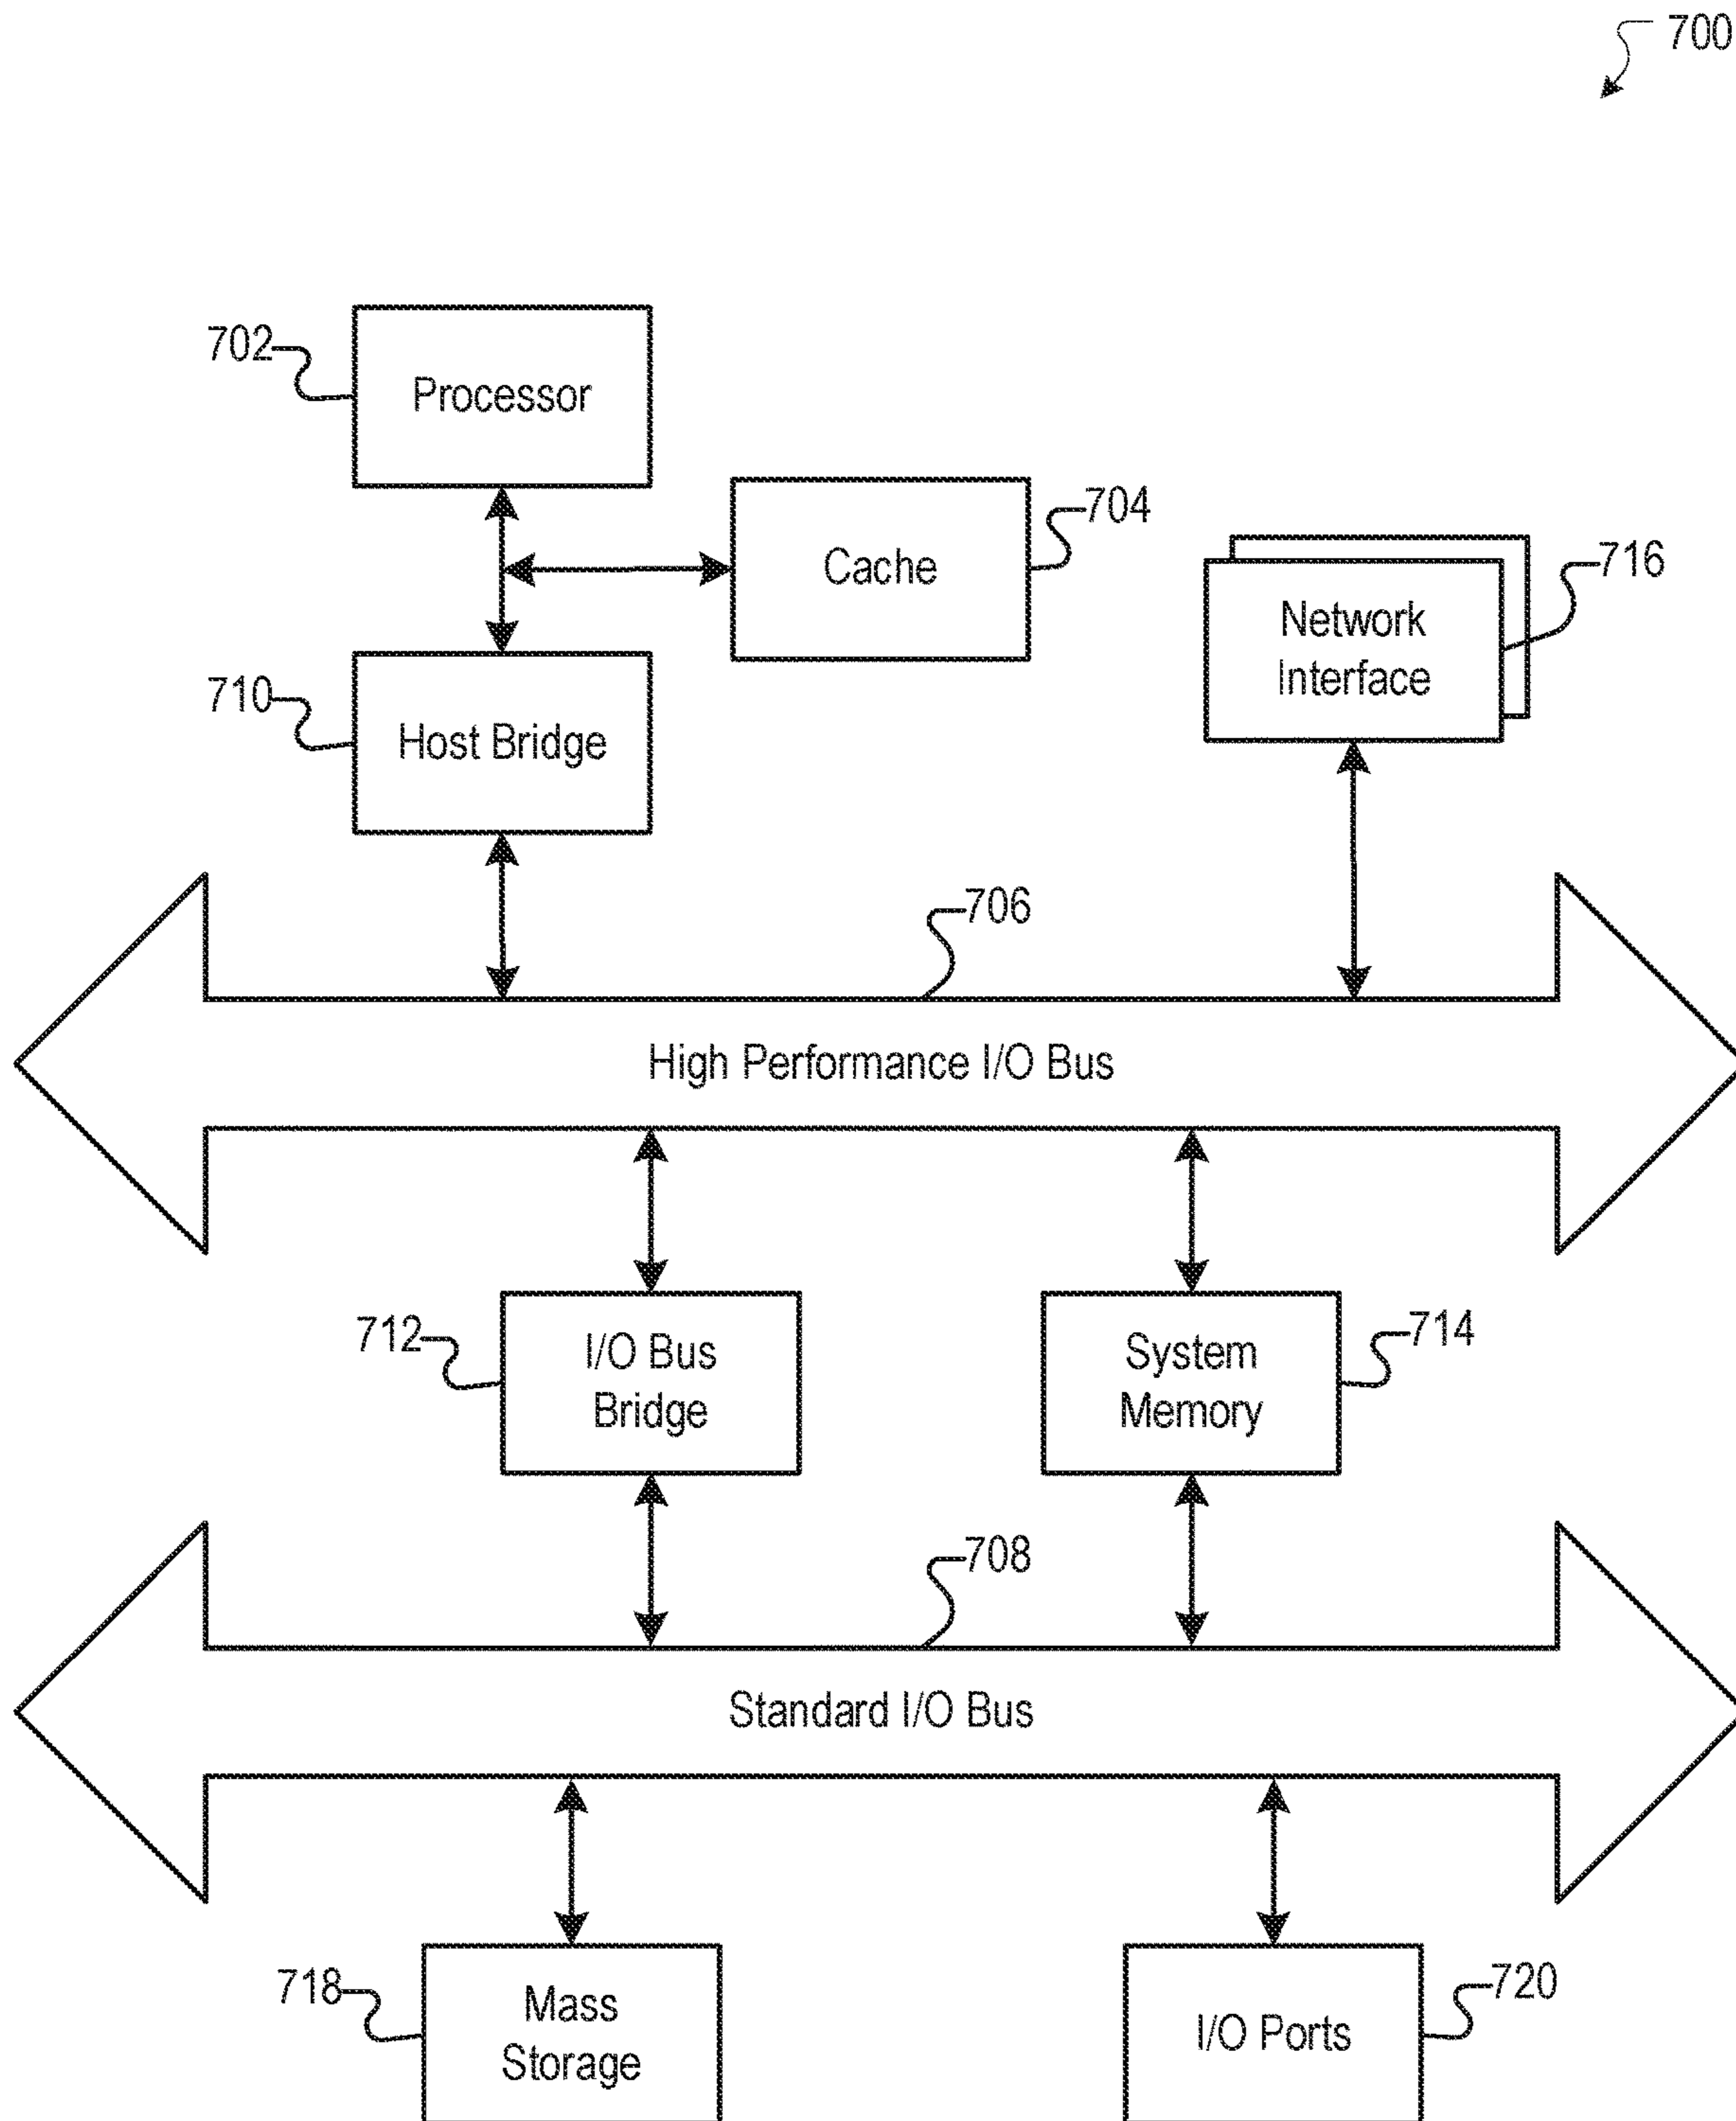 700
702
Processor
704
Cache
716
Network
Interface
710
Host Bridge
706
High Performance I/O Bus
712
I/O Bus
Bridge
System
Memory
714
708
Standard I/O Bus
718
Mass
Storage
I/O Ports
720